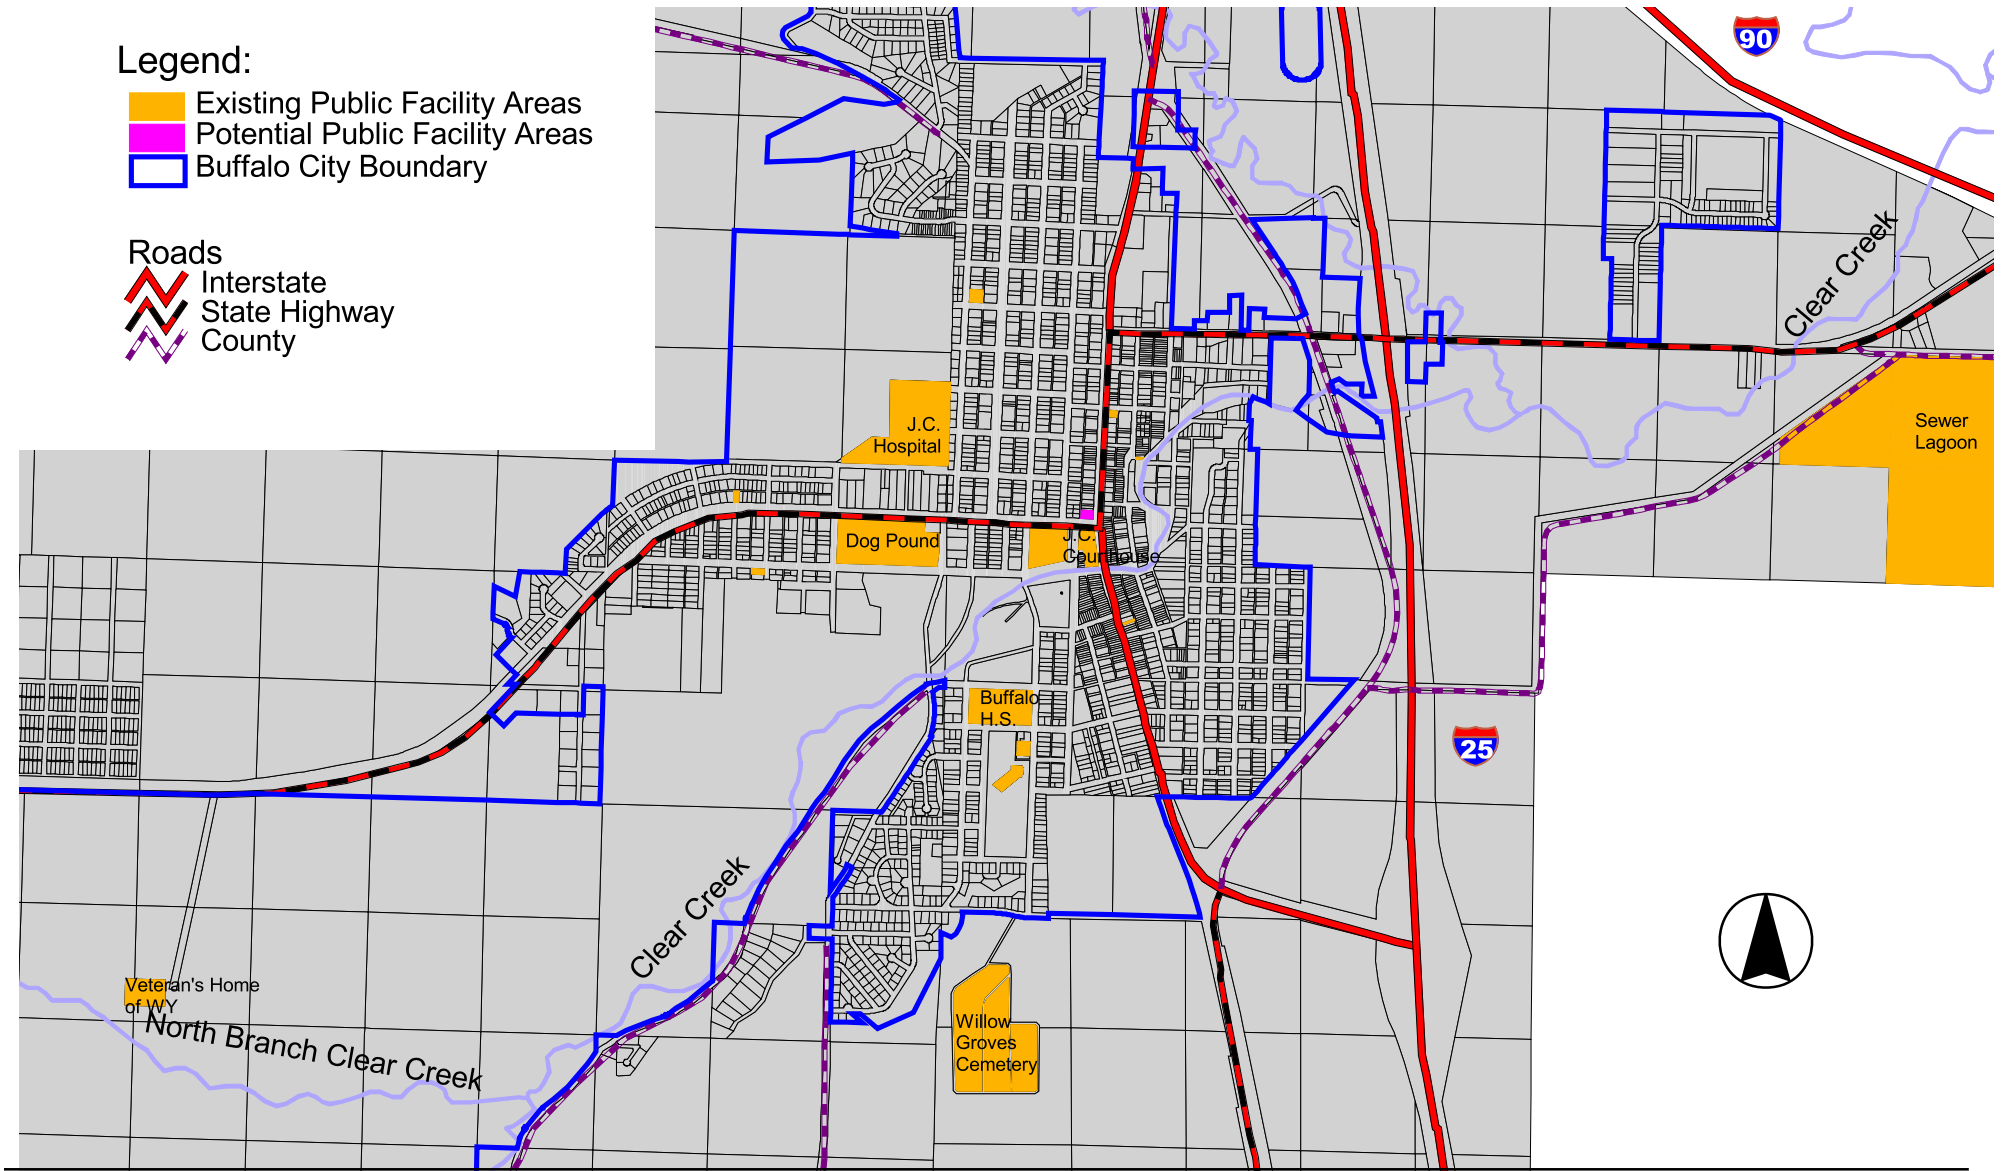 Legend:
Existing Public Facility Areas
Potential Public Facility Areas
Buffalo City Boundary
Roads
Interstate
State Highway
County
90
Clear Creek
Sewer
Lagoon
J.C.
Hospital
Dog Pound
J.C.
Courthouse
Buffalo
H.S.
25
Clear Creek
Veteran's Home
of WY
North Branch Clear Creek
Willow
Groves
Cemetery